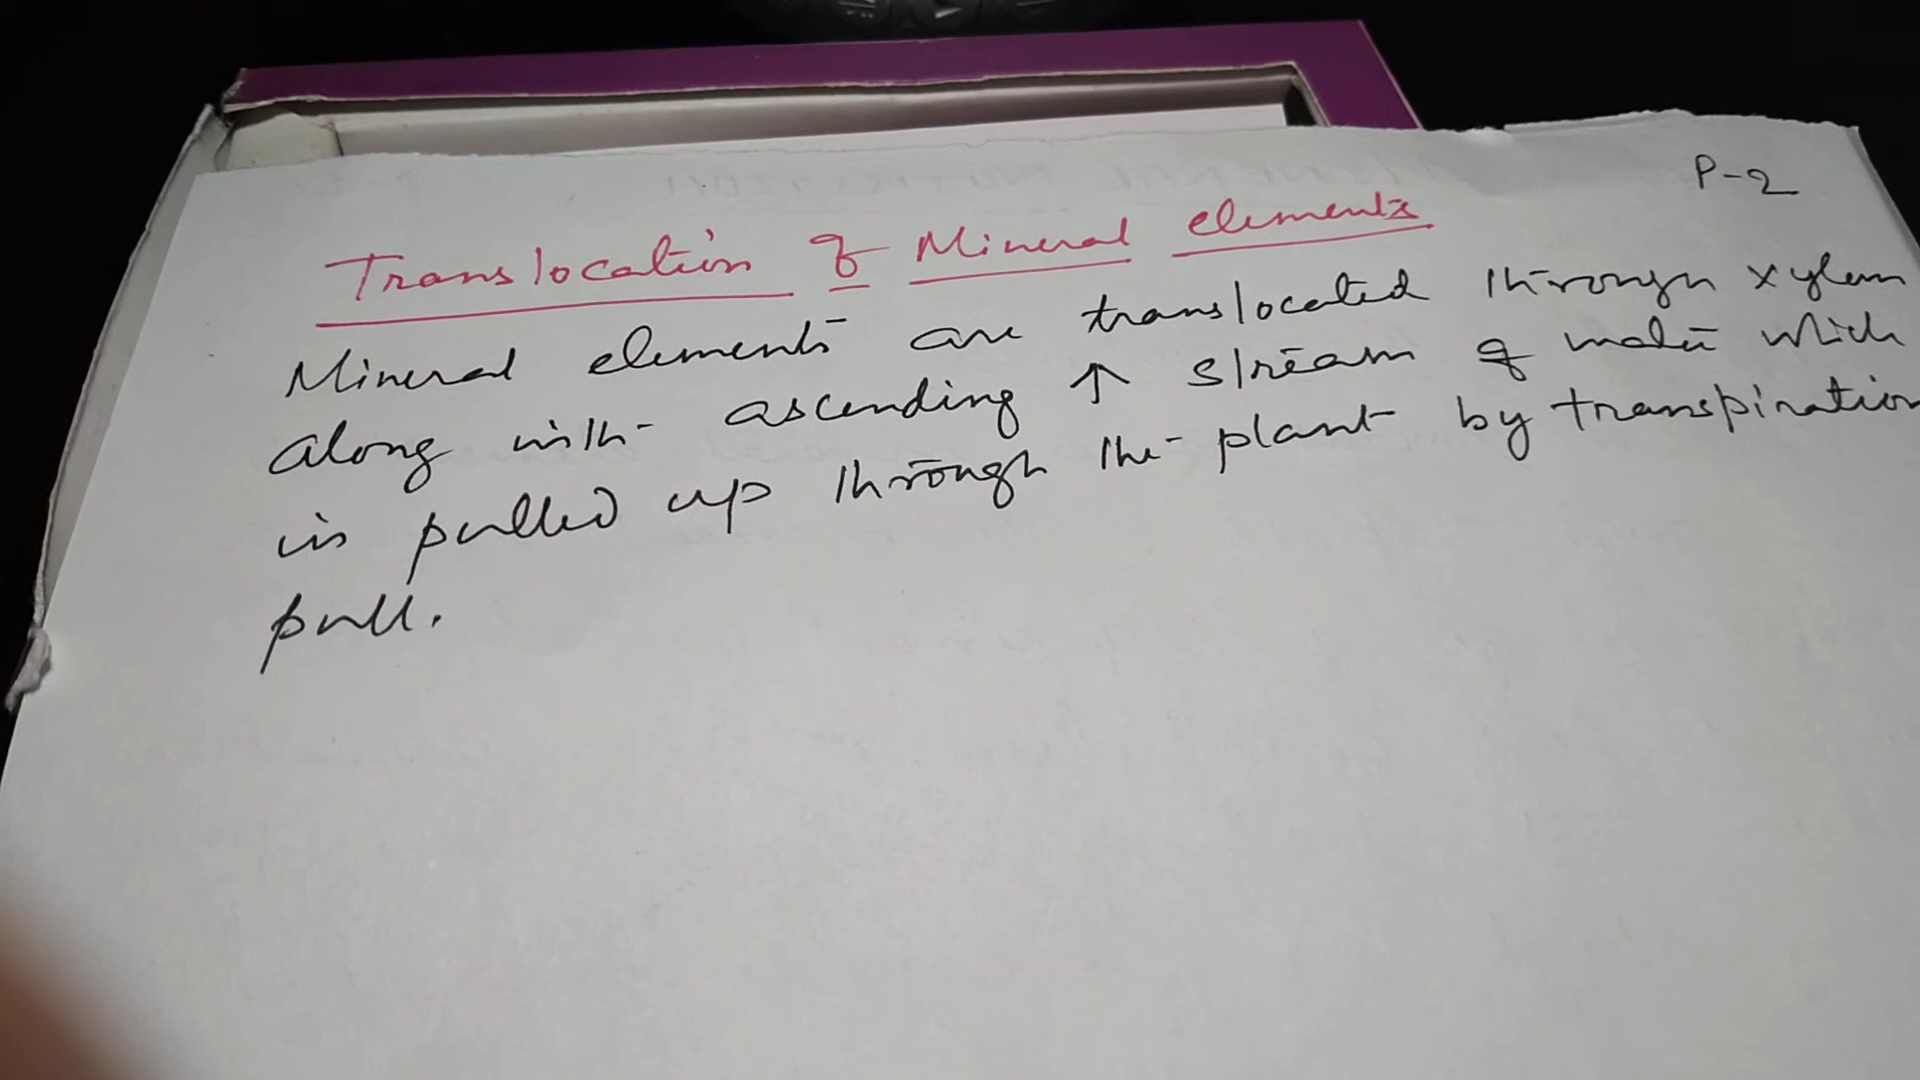 P-2
Translocation of Mineral elements
Mineral elements are translocated through xylem
along with ascending ↑ stream of water which
is pulled up through the plant by transpiration
pull.